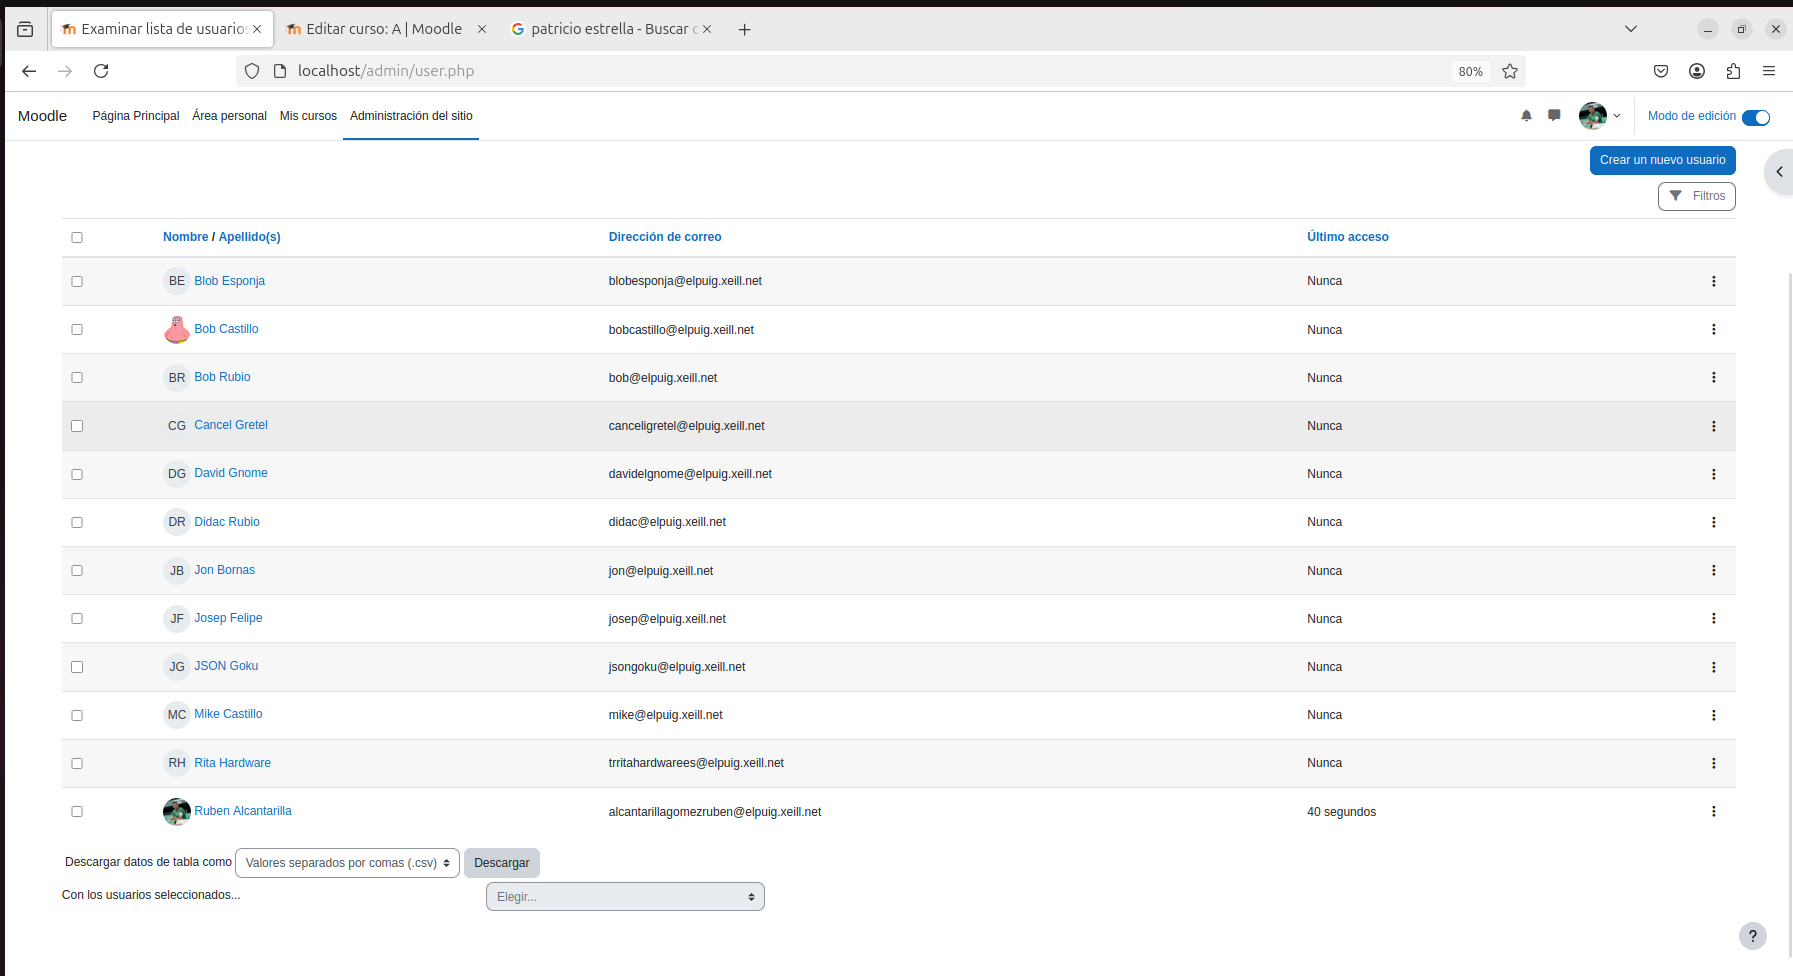 Examinar lista de usuarios
Editar curso: A | Moodle
patricio estrella - Buscar
localhost/admin/user.php
80%
Moodle
Página Principal
Área personal
Mis cursos
Administración del sitio
Modo de edición
Crear un nuevo usuario
Filtros
Nombre / Apellido(s) Dirección de correo Último acceso
BE Blob Esponja blobesponja@elpuig.xeill.net Nunca
Bob Castillo bobcastillo@elpuig.xeill.net Nunca
BR Bob Rubio bob@elpuig.xeill.net Nunca
CG Cancel Gretel canceligretel@elpuig.xeill.net Nunca
DG David Gnome davidelgnome@elpuig.xeill.net Nunca
DR Didac Rubio didac@elpuig.xeill.net Nunca
JB Jon Bornas jon@elpuig.xeill.net Nunca
JF Josep Felipe josep@elpuig.xeill.net Nunca
JG JSON Goku jsongoku@elpuig.xeill.net Nunca
MC Mike Castillo mike@elpuig.xeill.net Nunca
RH Rita Hardware trritahardwarees@elpuig.xeill.net Nunca
Ruben Alcantarilla alcantarillagomezruben@elpuig.xeill.net 40 segundos
Descargar datos de tabla como Valores separados por comas (.csv) Descargar
Con los usuarios seleccionados... Elegir...
?